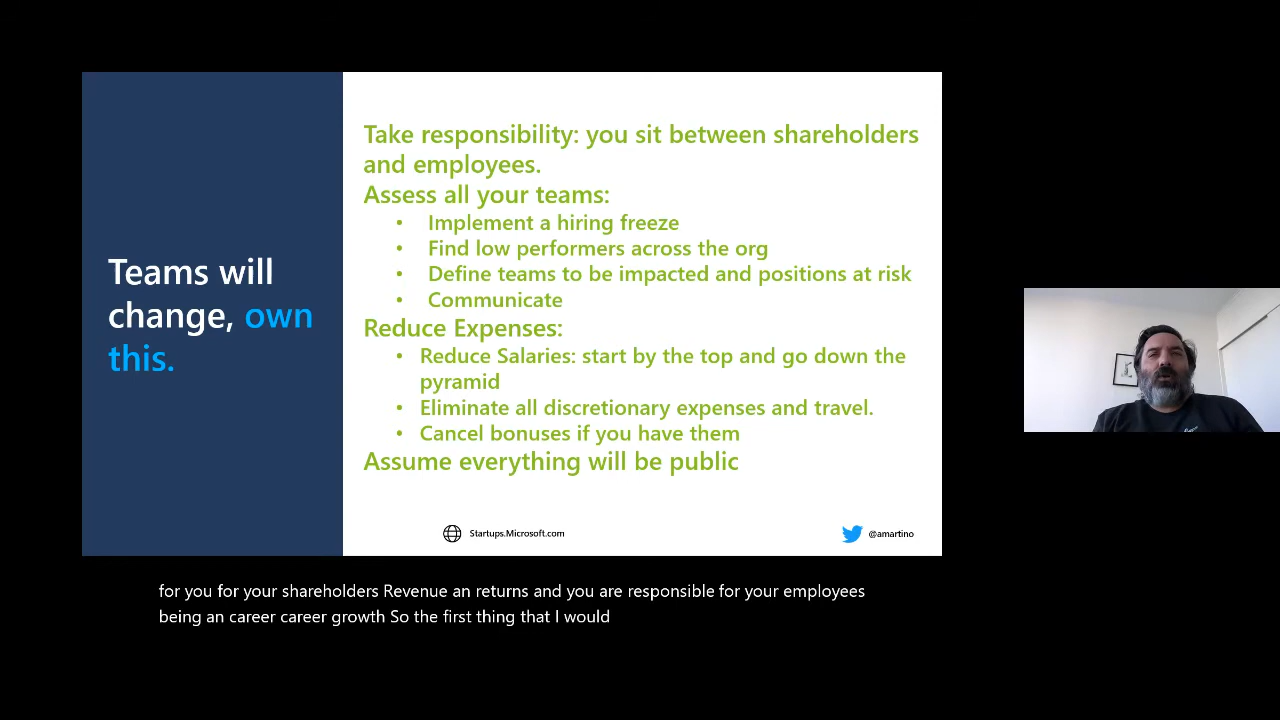 Teams will
change, own
this.
Take responsibility: you sit between shareholders
and employees.
Assess all your teams:
• Implement a hiring freeze
• Find low performers across the org
• Define teams to be impacted and positions at risk
• Communicate
Reduce Expenses:
• Reduce Salaries: start by the top and go down the
pyramid
• Eliminate all discretionary expenses and travel.
• Cancel bonuses if you have them
Assume everything will be public
Startups.Microsoft.com
@amartino
for you for your shareholders Revenue an returns and you are responsible for your employees
being an career career growth So the first thing that I would